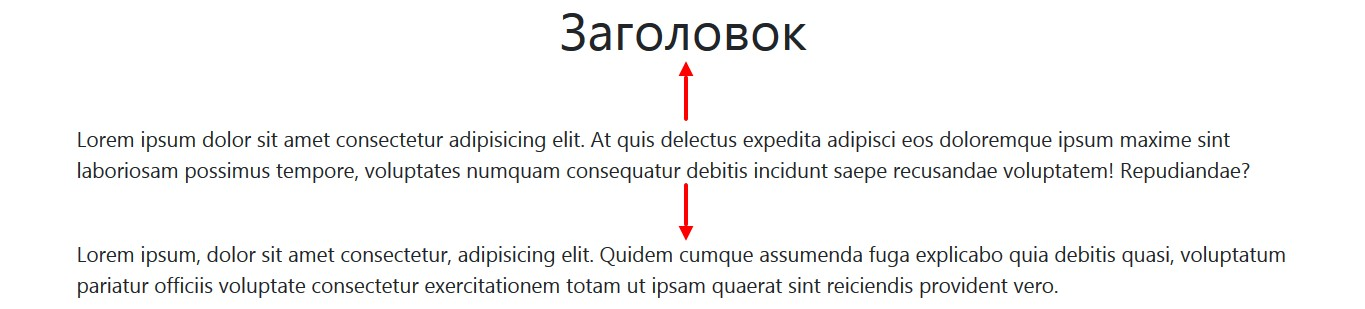 Заголовок
Lorem ipsum dolor sit amet consectetur adipisicing elit. At quis delectus expedita adipisci eos doloremque ipsum maxime sint
laboriosam possimus tempore, voluptates numquam consequatur debitis incidunt saepe recusandae voluptatem! Repudiandae?
Lorem ipsum, dolor sit amet consectetur, adipisicing elit. Quidem cumque assumenda fuga explicabo quia debitis quasi, voluptatum
pariatur officiis voluptate consectetur exercitationem totam ut ipsam quaerat sint reiciendis provident vero.